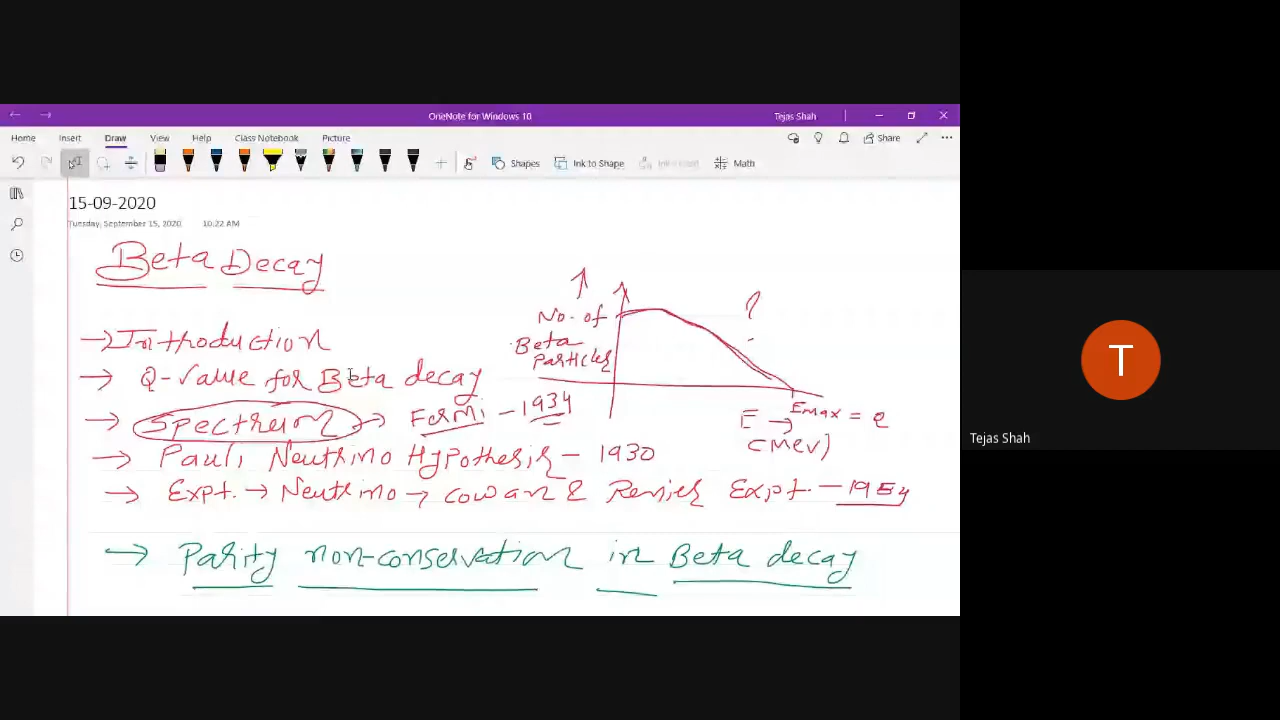 OneNote for Windows 10
Tejas Shah
Home Insert Draw View Help Class Notebook Picture
Share
Shapes Ink to Shape Math
15-09-2020
Tuesday, September 15, 2020 10:22 AM
Beta Decay
→ Introduction
→ Q-value for Beta decay
→ Spectrum → Fermi - 1934
→ Pauli Neutrino Hypothesis - 1930
→ Expt. → Neutrino → Cowan & Expt. - 1954
→ Parity non-conservation in Beta decay
No. of
Beta
Particles
?
Emax = Q
E →
(MeV)
T
Tejas Shah